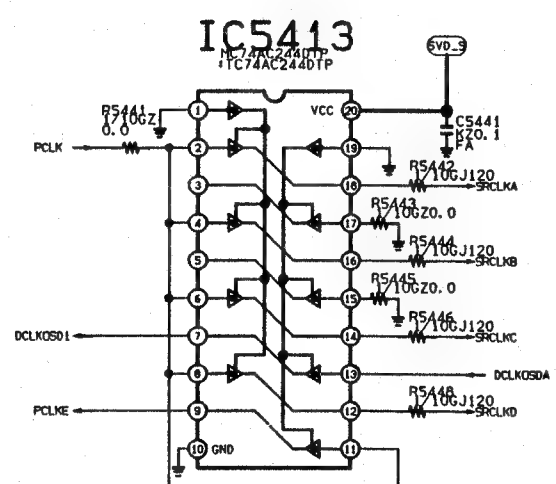 IC5413
MC74AC244DTP
:TC74AC244DTP
5VD_S
R5441
1/10GZ
0.0
1
VCC
20
C5441
KZ0.1
FA
PCLK
2
19
R5442
1/10GJ120
3
18
SRCLKA
R5443
1/10GZ0.0
4
17
R5444
1/10GJ120
5
16
SRCLKB
R5445
1/10GZ0.0
6
15
R5446
1/10GJ120
DCLKOSD1
7
14
SRCLKC
8
13
DCLKOSDA
R5448
1/10GJ120
PCLKE
9
12
SRCLKD
10
GND
11